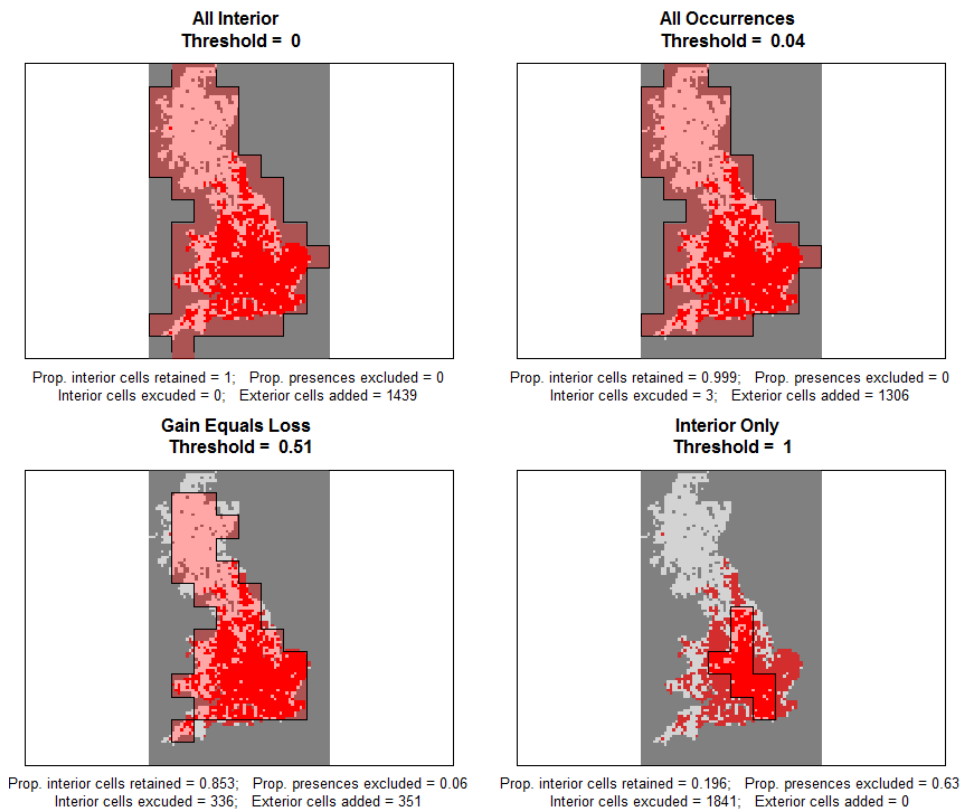 All Interior
Threshold = 0
Prop. interior cells retained = 1; Prop. presences excluded = 0
Interior cells excuded = 0; Exterior cells added = 1439
All Occurrences
Threshold = 0.04
Prop. interior cells retained = 0.999; Prop. presences excluded = 0
Interior cells excuded = 3; Exterior cells added = 1306
Gain Equals Loss
Threshold = 0.51
Prop. interior cells retained = 0.853; Prop. presences excluded = 0.06
Interior cells excuded = 336; Exterior cells added = 351
Interior Only
Threshold = 1
Prop. interior cells retained = 0.196; Prop. presences excluded = 0.63
Interior cells excuded = 1841; Exterior cells added = 0